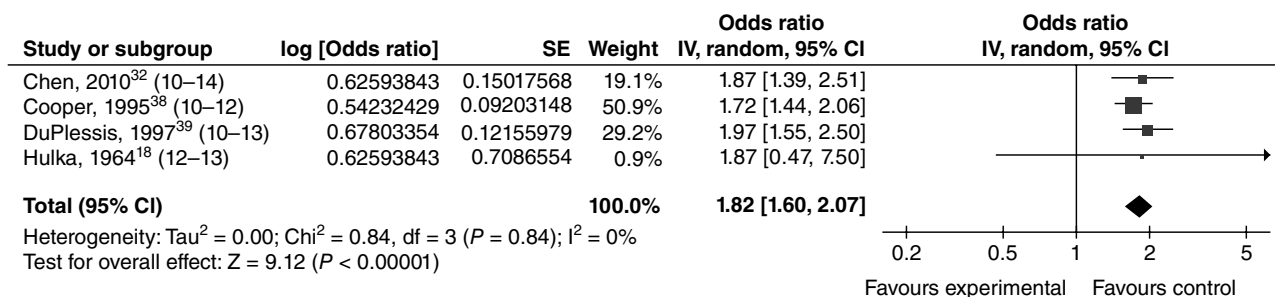 Odds ratio Odds ratio
Study or subgroup log [Odds ratio] SE Weight IV, random, 95% CI IV, random, 95% CI
Chen, 2010³² (10–14) 0.62593843 0.15017568 19.1% 1.87 [1.39, 2.51]
Cooper, 1995³⁸ (10–12) 0.54232429 0.09203148 50.9% 1.72 [1.44, 2.06]
DuPlessis, 1997³⁹ (10–13) 0.67803354 0.12155979 29.2% 1.97 [1.55, 2.50]
Hulka, 1964¹⁸ (12–13) 0.62593843 0.7086554 0.9% 1.87 [0.47, 7.50]
Total (95% CI) 100.0% 1.82 [1.60, 2.07]
Heterogeneity: Tau² = 0.00; Chi² = 0.84, df = 3 (P = 0.84); I² = 0%
Test for overall effect: Z = 9.12 (P < 0.00001)
0.2 0.5 1 2 5
Favours experimental Favours control